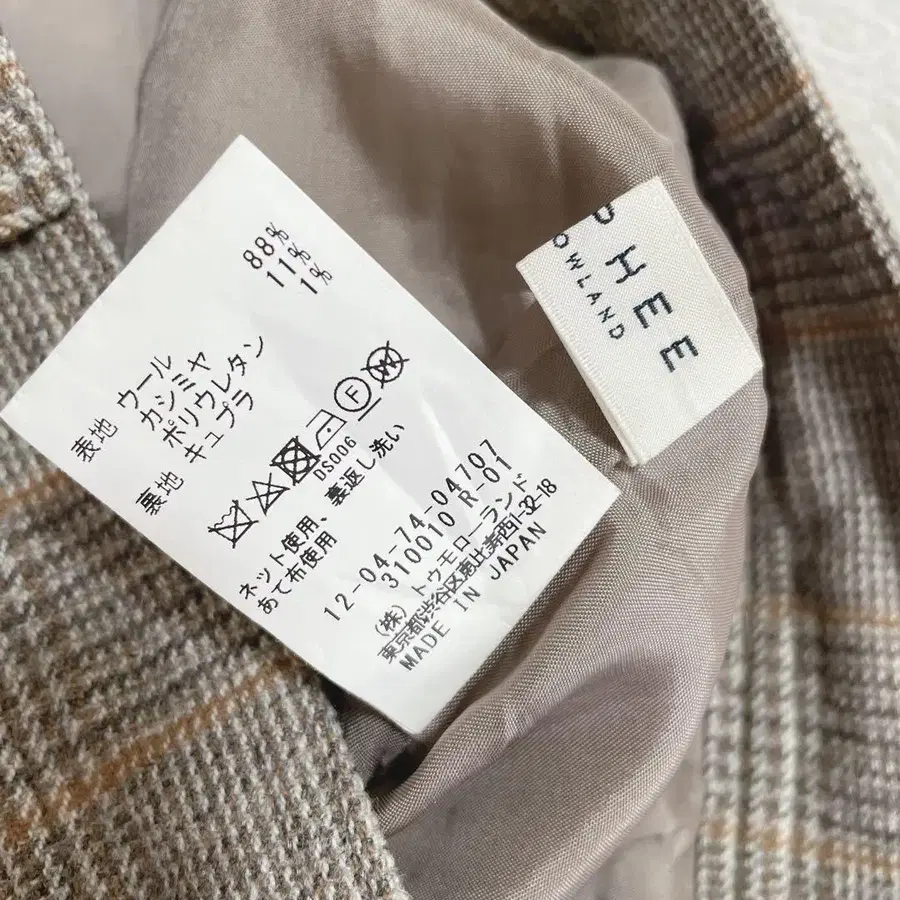 表地 ウール 88%
カシミヤ 11%
ポリウレタン 1%
裏地 キュプラ
F W
DS006
ネット使用、裏返し洗い
あて布使用
12-04-74-04707
310010 R-01
(株) トゥモローランド
東京都渋谷区恵比寿西1-32-18
MADE IN JAPAN
PHEE
OWLAND